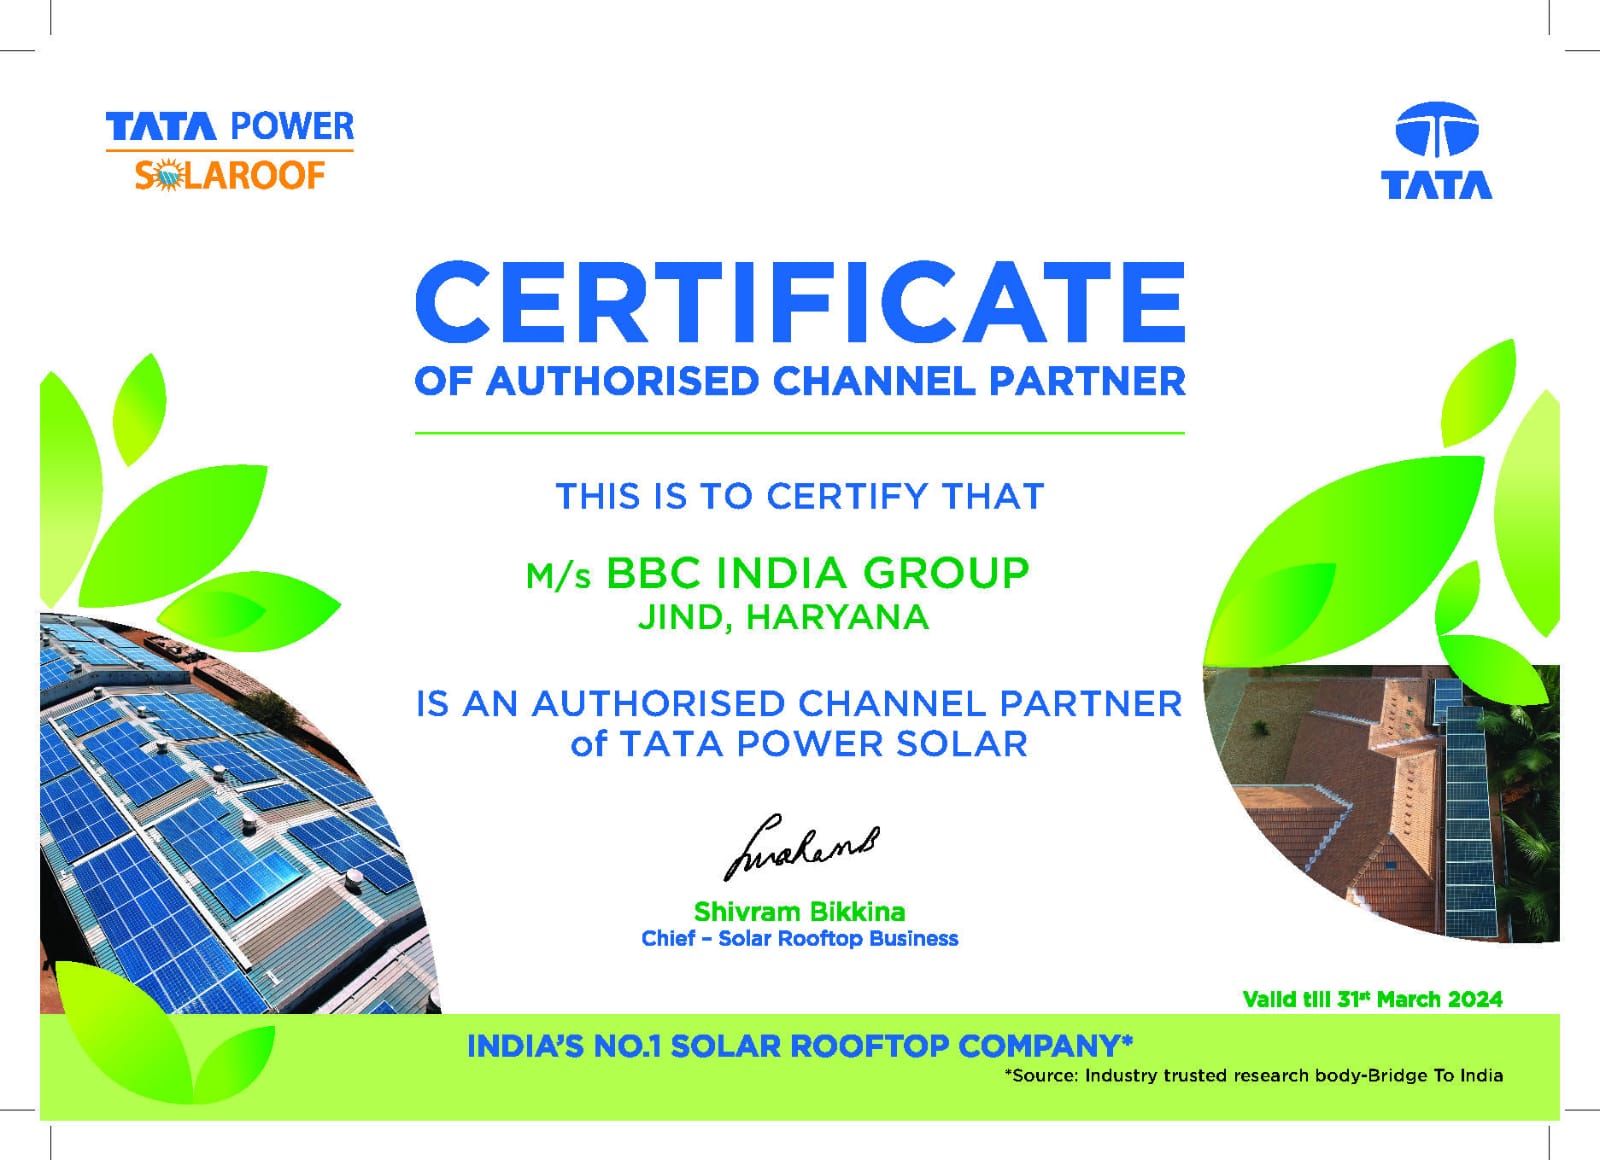 TATA POWER
SOLAROOF
TATA
CERTIFICATE
OF AUTHORISED CHANNEL PARTNER
THIS IS TO CERTIFY THAT
M/s BBC INDIA GROUP
JIND, HARYANA
IS AN AUTHORISED CHANNEL PARTNER
of TATA POWER SOLAR
Shivram Bikkina
Chief – Solar Rooftop Business
Valid till 31st March 2024
INDIA'S NO.1 SOLAR ROOFTOP COMPANY*
*Source: Industry trusted research body-Bridge To India